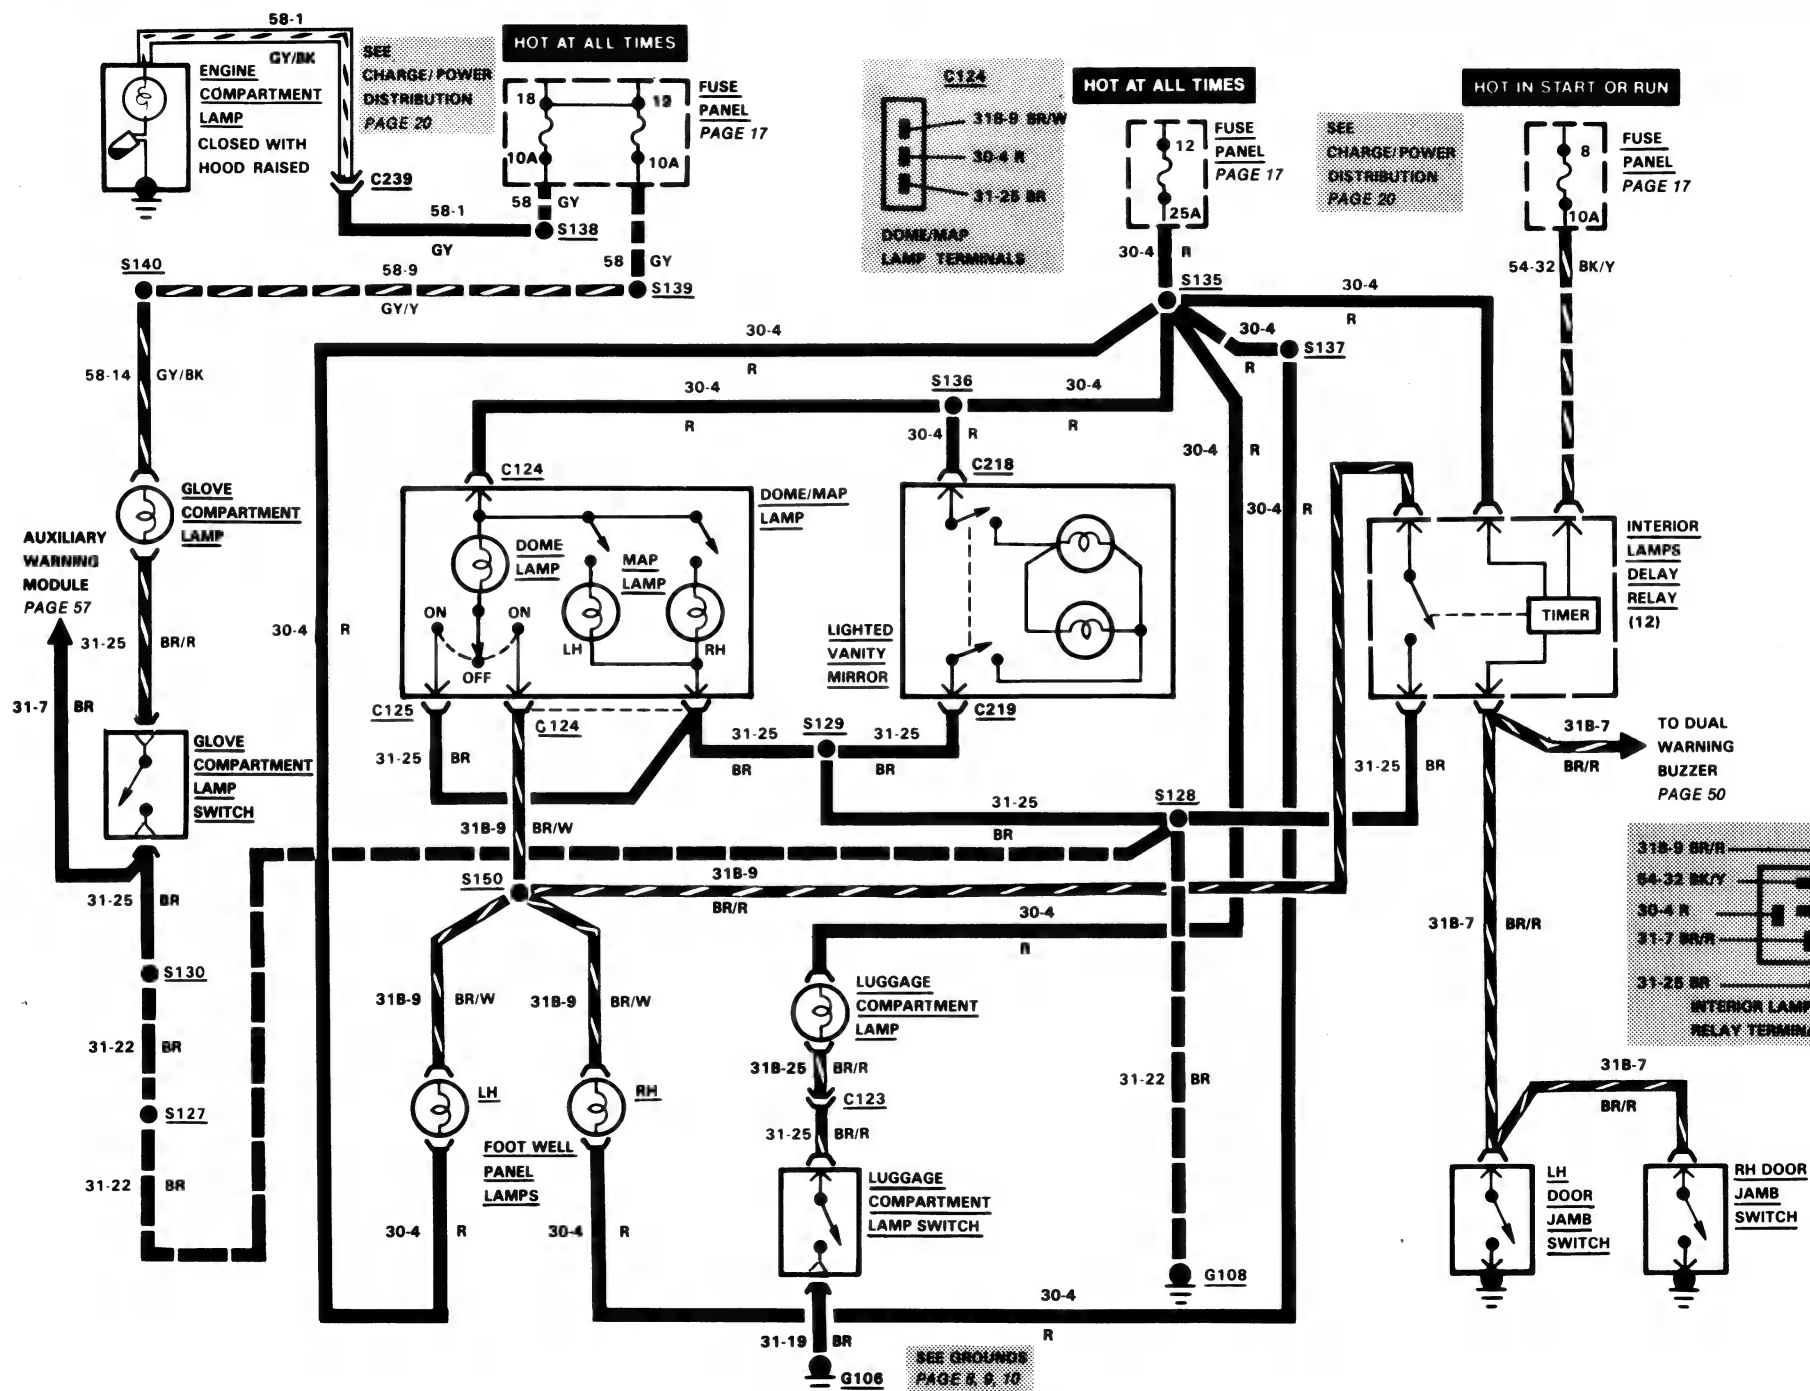 58-1
GY/BK
ENGINE
COMPARTMENT
LAMP
CLOSED WITH
HOOD RAISED
SEE
CHARGE/POWER
DISTRIBUTION
PAGE 20
HOT AT ALL TIMES
18
19
10A
10A
FUSE
PANEL
PAGE 17
C239
58-1
GY
58
GY
S138
58
GY
S139
S140
58-9
GY/Y
C124
31B-9 BR/W
30-4 R
31-25 BR
DOME/MAP
LAMP TERMINALS
HOT AT ALL TIMES
12
25A
FUSE
PANEL
PAGE 17
30-4
R
S135
SEE
CHARGE/POWER
DISTRIBUTION
PAGE 20
HOT IN START OR RUN
8
10A
FUSE
PANEL
PAGE 17
54-32
BK/Y
30-4
R
30-4
R
S137
30-4
R
30-4
R
S136
30-4
R
30-4
R
58-14
GY/BK
30-4
R
30-4
R
C124
C218
GLOVE
COMPARTMENT
LAMP
DOME/MAP
LAMP
DOME
LAMP
MAP
LAMP
ON
ON
OFF
LH
RH
LIGHTED
VANITY
MIRROR
INTERIOR
LAMPS
DELAY
RELAY
(12)
TIMER
AUXILIARY
WARNING
MODULE
PAGE 57
31-25
BR/R
30-4
R
31-7
BR
C125
C124
C219
31-25
BR
31-25
BR
S129
31-25
BR
GLOVE
COMPARTMENT
LAMP
SWITCH
31-25
BR
31B-7
BR/R
TO DUAL
WARNING
BUZZER
PAGE 50
31-25
BR
S128
31B-9
BR/W
S150
31B-9
BR/R
31-25
BR
30-4
R
31B-9 BR/R
54-32 BK/Y
30-4 R
31-7 BR/R
31-25 BR
INTERIOR LAMP
RELAY TERMINA
31B-7
BR/R
S130
31B-9
BR/W
31B-9
BR/W
LUGGAGE
COMPARTMENT
LAMP
31-22
BR
31B-25
BR/R
C123
31-25
BR/R
31-22
BR
31B-7
BR/R
S127
LH
RH
FOOT WELL
PANEL
LAMPS
31-22
BR
30-4
R
30-4
R
LUGGAGE
COMPARTMENT
LAMP SWITCH
LH
DOOR
JAMB
SWITCH
RH DOOR
JAMB
SWITCH
G108
30-4
R
31-19
BR
G106
SEE GROUNDS
PAGE 8, 9, 10